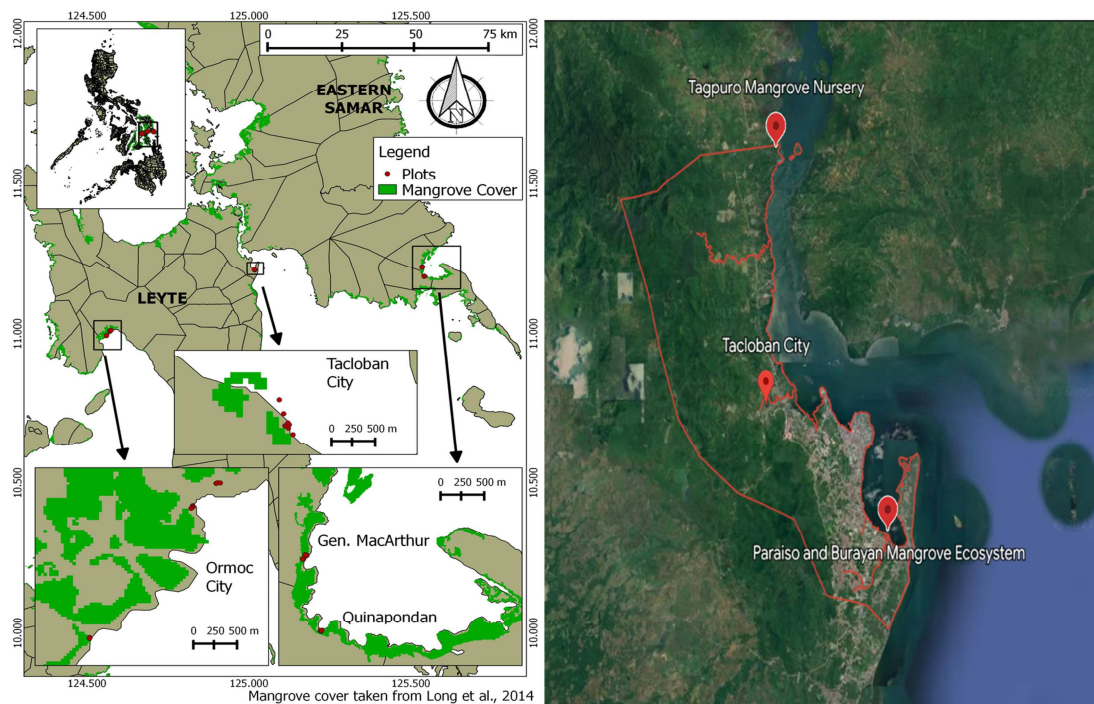 124.500
125.000
125.500
12.000
12.000
0 25 50 75 km
EASTERN
SAMAR
N
Legend
Plots
Mangrove Cover
11.500
11.500
LEYTE
11.000
11.000
Tacloban
City
0 250 500 m
10.500
10.500
0 250 500 m
Gen. MacArthur
Ormoc
City
Quinapondan
0 250 500 m
10.000
10.000
124.500
125.000
125.500
Mangrove cover taken from Long et al., 2014
Tagpuro Mangrove Nursery
Tacloban City
Paraiso and Burayan Mangrove Ecosystem